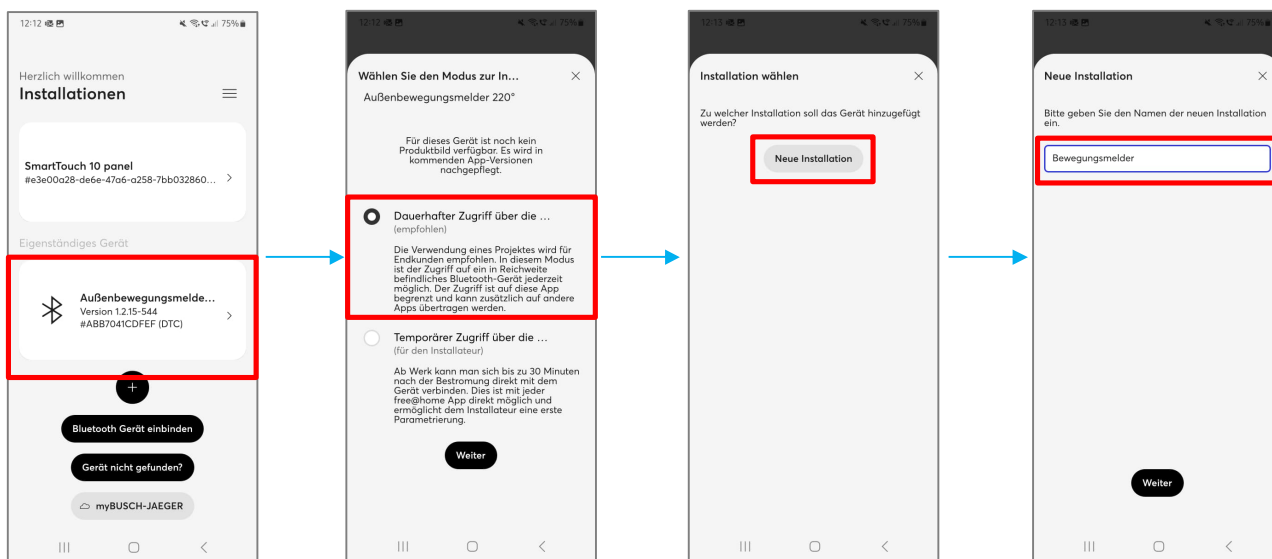 12:12 75%
Herzlich willkommen
Installationen
SmartTouch 10 panel
#e3e00a28-de6e-47a6-a258-7bb032860...
Eigenständiges Gerät
Außenbewegungsmelde...
Version 1.2.15-544
#ABB7041CDFEF (DTC)
Bluetooth Gerät einbinden
Gerät nicht gefunden?
myBUSCH-JAEGER
12:12 75%
Wählen Sie den Modus zur In...
Außenbewegungsmelder 220°
Für dieses Gerät ist noch kein
Produktbild verfügbar. Es wird in
kommenden App-Versionen
nachgepflegt.
Dauerhafter Zugriff über die ...
(empfohlen)
Die Verwendung eines Projektes wird für
Endkunden empfohlen. In diesem Modus
ist der Zugriff auf ein in Reichweite
befindliches Bluetooth-Gerät jederzeit
möglich. Der Zugriff ist auf diese App
begrenzt und kann zusätzlich auf andere
Apps übertragen werden.
Temporärer Zugriff über die ...
(für den Installateur)
Ab Werk kann man sich bis zu 30 Minuten
nach der Bestromung direkt mit dem
Gerät verbinden. Dies ist mit jeder
free@home App direkt möglich und
ermöglicht dem Installateur eine erste
Parametrierung.
Weiter
12:13 75%
Installation wählen
Zu welcher Installation soll das Gerät hinzugefügt
werden?
Neue Installation
12:13 75%
Neue Installation
Bitte geben Sie den Namen der neuen Installation
ein.
Bewegungsmelder
Weiter